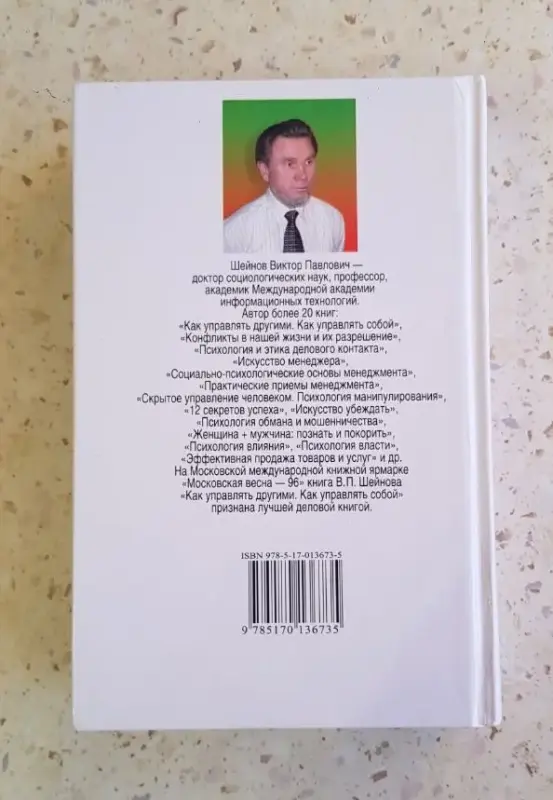 Шейнов Виктор Павлович —
доктор социологических наук, профессор,
академик Международной академии
информационных технологий.
Автор более 20 книг:
«Как управлять другими. Как управлять собой»,
«Конфликты в нашей жизни и их разрешение»,
«Психология и этика делового контакта»,
«Искусство менеджера»,
«Социально-психологические основы менеджмента»,
«Практические приемы менеджмента»,
«Скрытое управление человеком. Психология манипулирования»,
«12 секретов успеха», «Искусство убеждать»,
«Психология обмана и мошенничества»,
«Женщина + мужчина: познать и покорить»,
«Психология влияния», «Психология власти»,
«Эффективная продажа товаров и услуг» и др.
На Московской международной книжной ярмарке
«Московская весна — 96» книга В.П. Шейнова
«Как управлять другими. Как управлять собой»
признана лучшей деловой книгой.
ISBN 978-5-17-013673-5
9 785170 136735